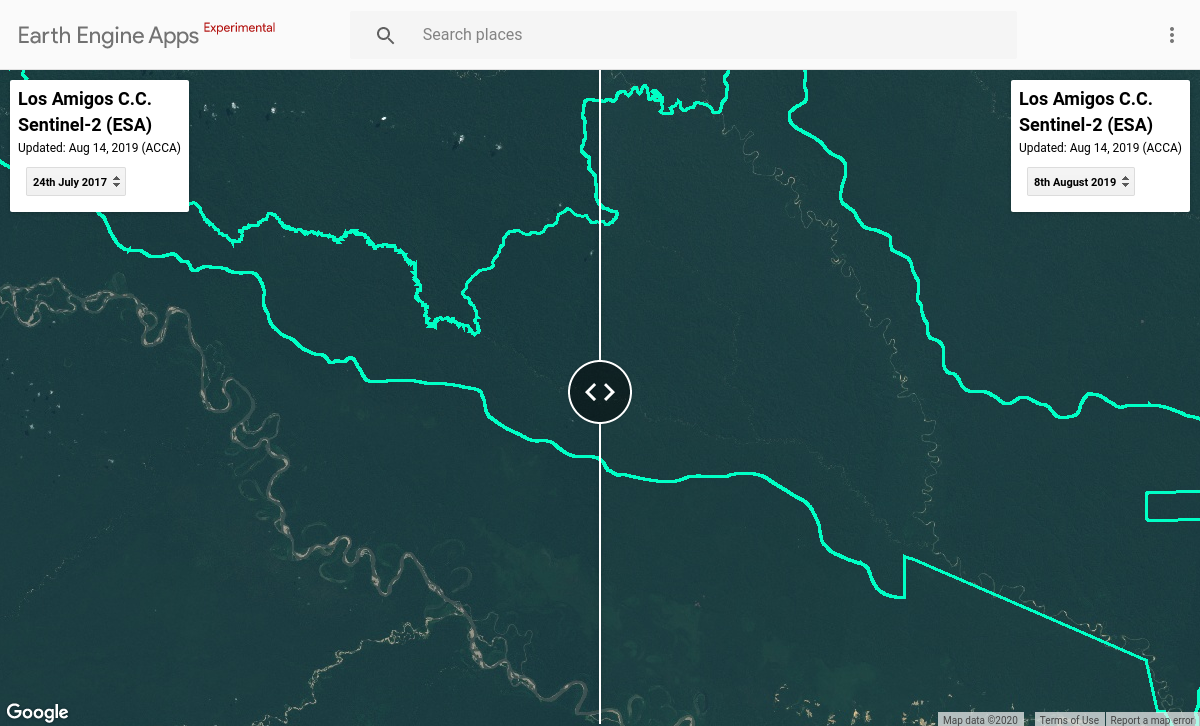 Earth Engine Apps Experimental
Search places
Los Amigos C.C.
Sentinel-2 (ESA)
Updated: Aug 14, 2019 (ACCA)
24th July 2017
Los Amigos C.C.
Sentinel-2 (ESA)
Updated: Aug 14, 2019 (ACCA)
8th August 2019
Google
Map data ©2020
Terms of Use
Report a map error